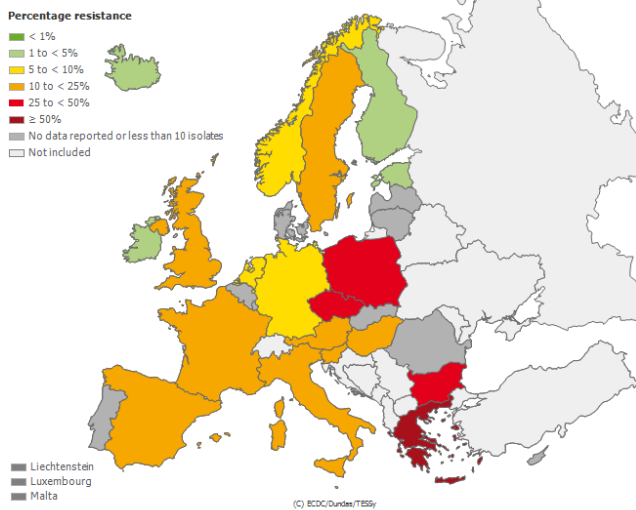 Percentage resistance
< 1%
1 to < 5%
5 to < 10%
10 to < 25%
25 to < 50%
≥ 50%
No data reported or less than 10 isolates
Not included
Liechtenstein
Luxembourg
Malta
(C) ECDC/Dundas/TESSy